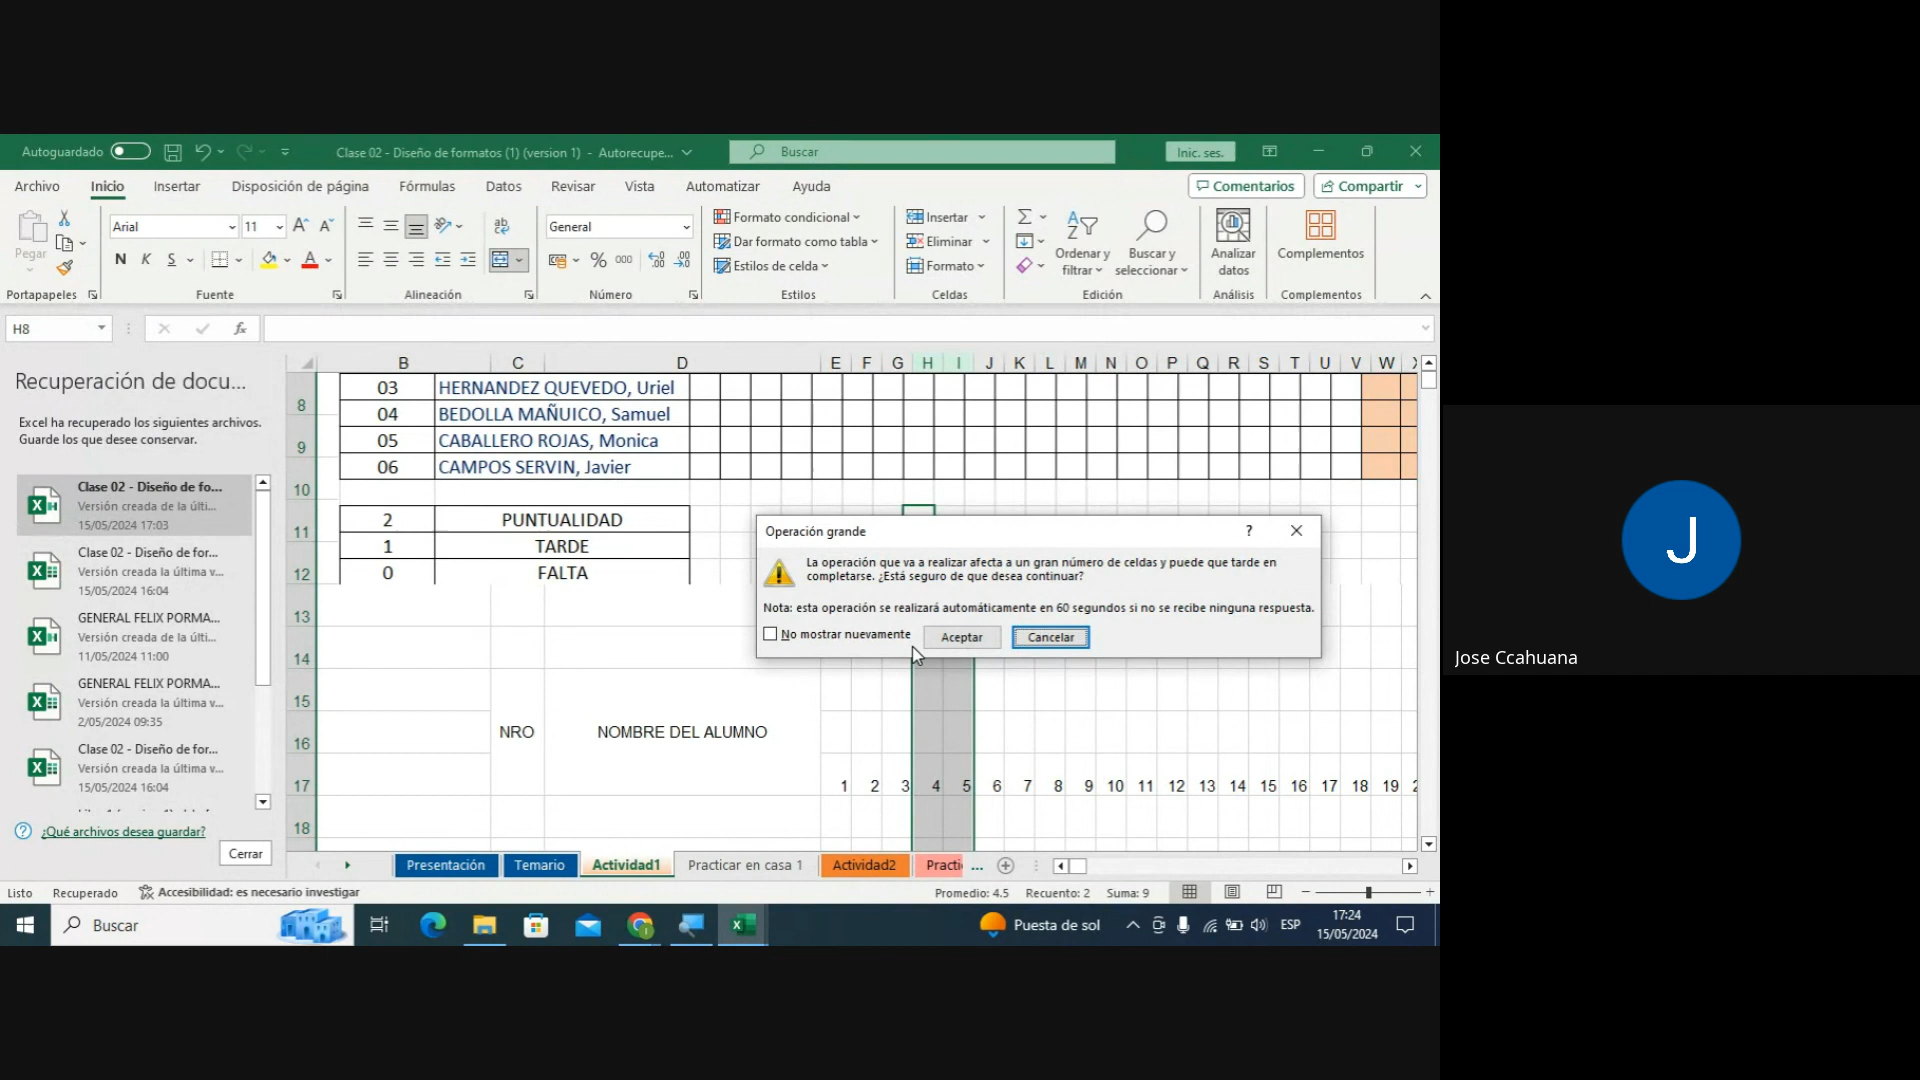 Autoguardado
Clase 02 - Diseño de formatos (1) (version 1) - Autorecupe...
Buscar
Inic. ses.
Archivo Inicio Insertar Disposición de página Fórmulas Datos Revisar Vista Automatizar Ayuda
Comentarios Compartir
Pegar
Portapapeles
Arial 11
N K S
Fuente
Alineación
General
% 000
Número
Formato condicional
Dar formato como tabla
Estilos de celda
Estilos
Insertar
Eliminar
Formato
Celdas
Ordenar y filtrar
Buscar y seleccionar
Edición
Analizar datos
Análisis
Complementos
Complementos
H8
fx
Recuperación de docu...
Excel ha recuperado los siguientes archivos.
Guarde los que desee conservar.
Clase 02 - Diseño de fo...
Versión creada de la últi...
15/05/2024 17:03
Clase 02 - Diseño de for...
Versión creada la última v...
15/05/2024 16:04
GENERAL FELIX PORMA...
Versión creada de la últi...
11/05/2024 11:00
GENERAL FELIX PORMA...
Versión creada la última v...
2/05/2024 09:35
Clase 02 - Diseño de for...
Versión creada la última v...
15/05/2024 16:04
¿Qué archivos desea guardar?
Cerrar
B C D E F G H I J K L M N O P Q R S T U V W
8
9
10
11
12
13
14
15
16
17
18
03 HERNANDEZ QUEVEDO, Uriel
04 BEDOLLA MAÑUICO, Samuel
05 CABALLERO ROJAS, Monica
06 CAMPOS SERVIN, Javier
2 PUNTUALIDAD
1 TARDE
0 FALTA
Operación grande
?
La operación que va a realizar afecta a un gran número de celdas y puede que tarde en
completarse. ¿Está seguro de que desea continuar?
Nota: esta operación se realizará automáticamente en 60 segundos si no se recibe ninguna respuesta.
No mostrar nuevamente Aceptar Cancelar
NRO NOMBRE DEL ALUMNO
1 2 3 4 5 6 7 8 9 10 11 12 13 14 15 16 17 18 19
Presentación Temario Actividad1 Practicar en casa 1 Actividad2 Practi ...
Listo Recuperado Accesibilidad: es necesario investigar
Promedio: 4.5 Recuento: 2 Suma: 9
Buscar
Puesta de sol
ESP
17:24
15/05/2024
J
Jose Ccahuana